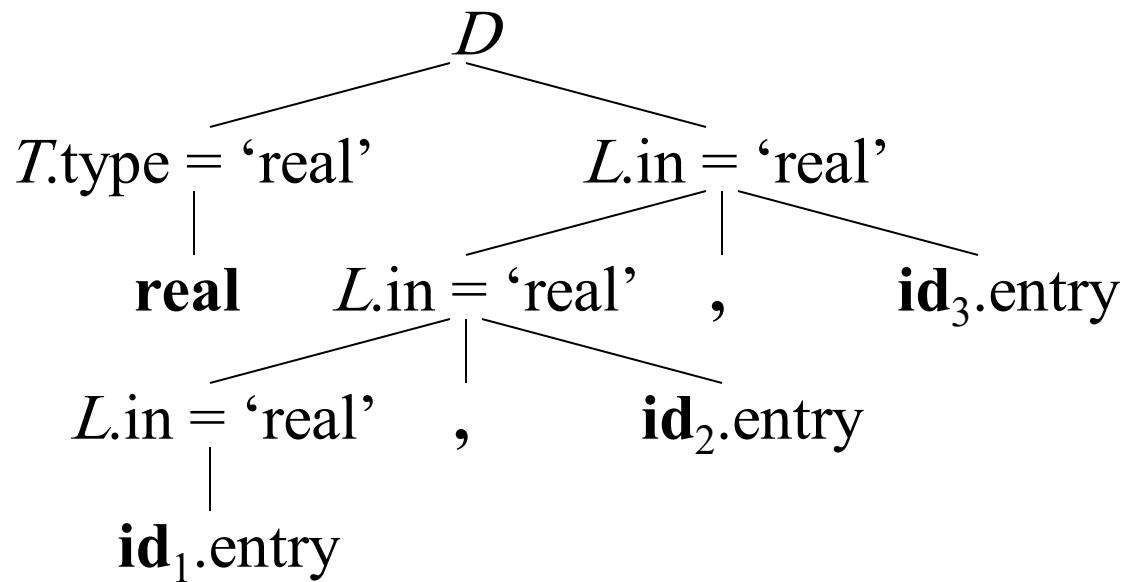 D
T.type = ‘real’ L.in = ‘real’
real L.in = ‘real’ , id3.entry
L.in = ‘real’ , id2.entry
id1.entry